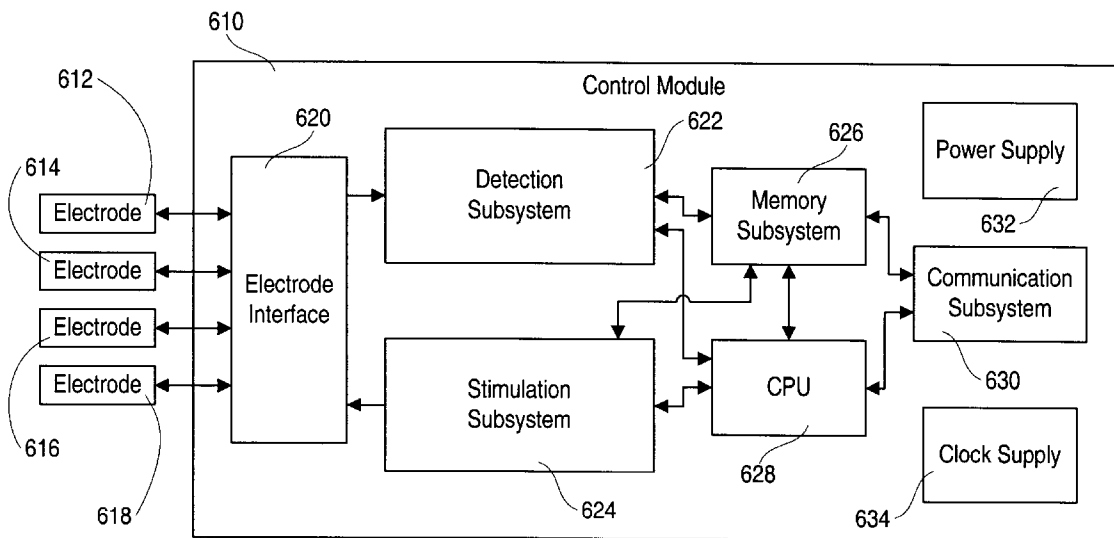 610
Control Module
612
620
622
626
Power Supply
632
614
Electrode
Electrode
Electrode
Electrode
Electrode
Interface
Detection
Subsystem
Memory
Subsystem
Communication
Subsystem
630
Stimulation
Subsystem
CPU
628
624
Clock Supply
634
616
618